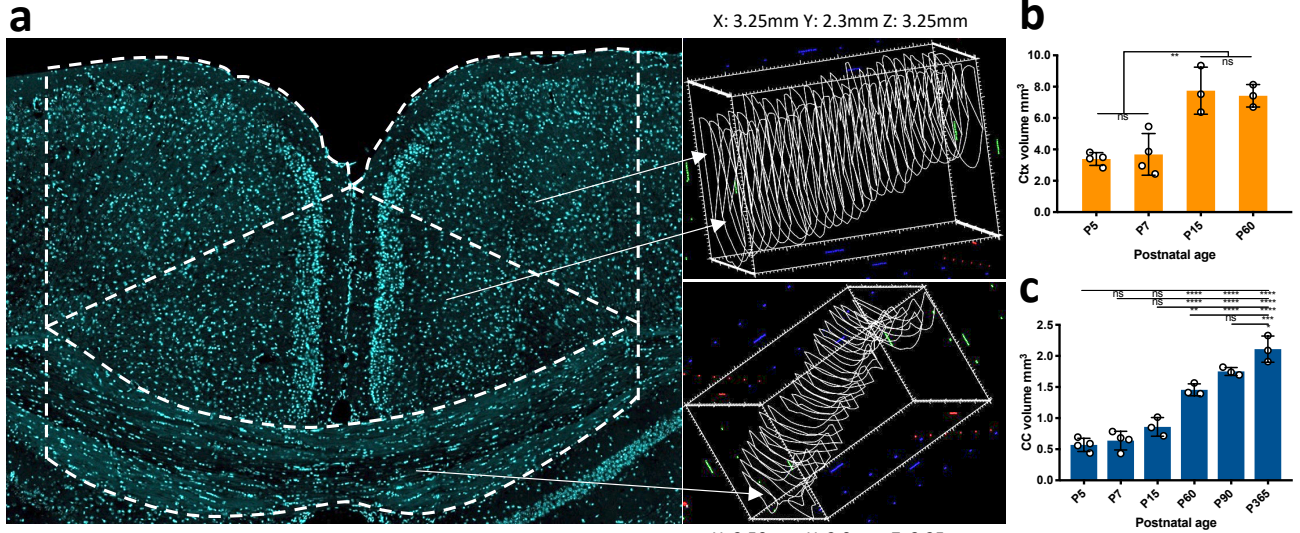 a
X: 3.25mm Y: 2.3mm Z: 3.25mm
b
**
ns
ns
10.0
8.0
6.0
4.0
2.0
0.0
Ctx volume mm³
P5
P7
P15
P60
Postnatal age
c
ns ns **** **** ****
ns **** **** ****
** **** ****
ns ***
*
2.5
2.0
1.5
1.0
0.5
0.0
CC volume mm³
P5
P7
P15
P60
P90
P365
Postnatal age